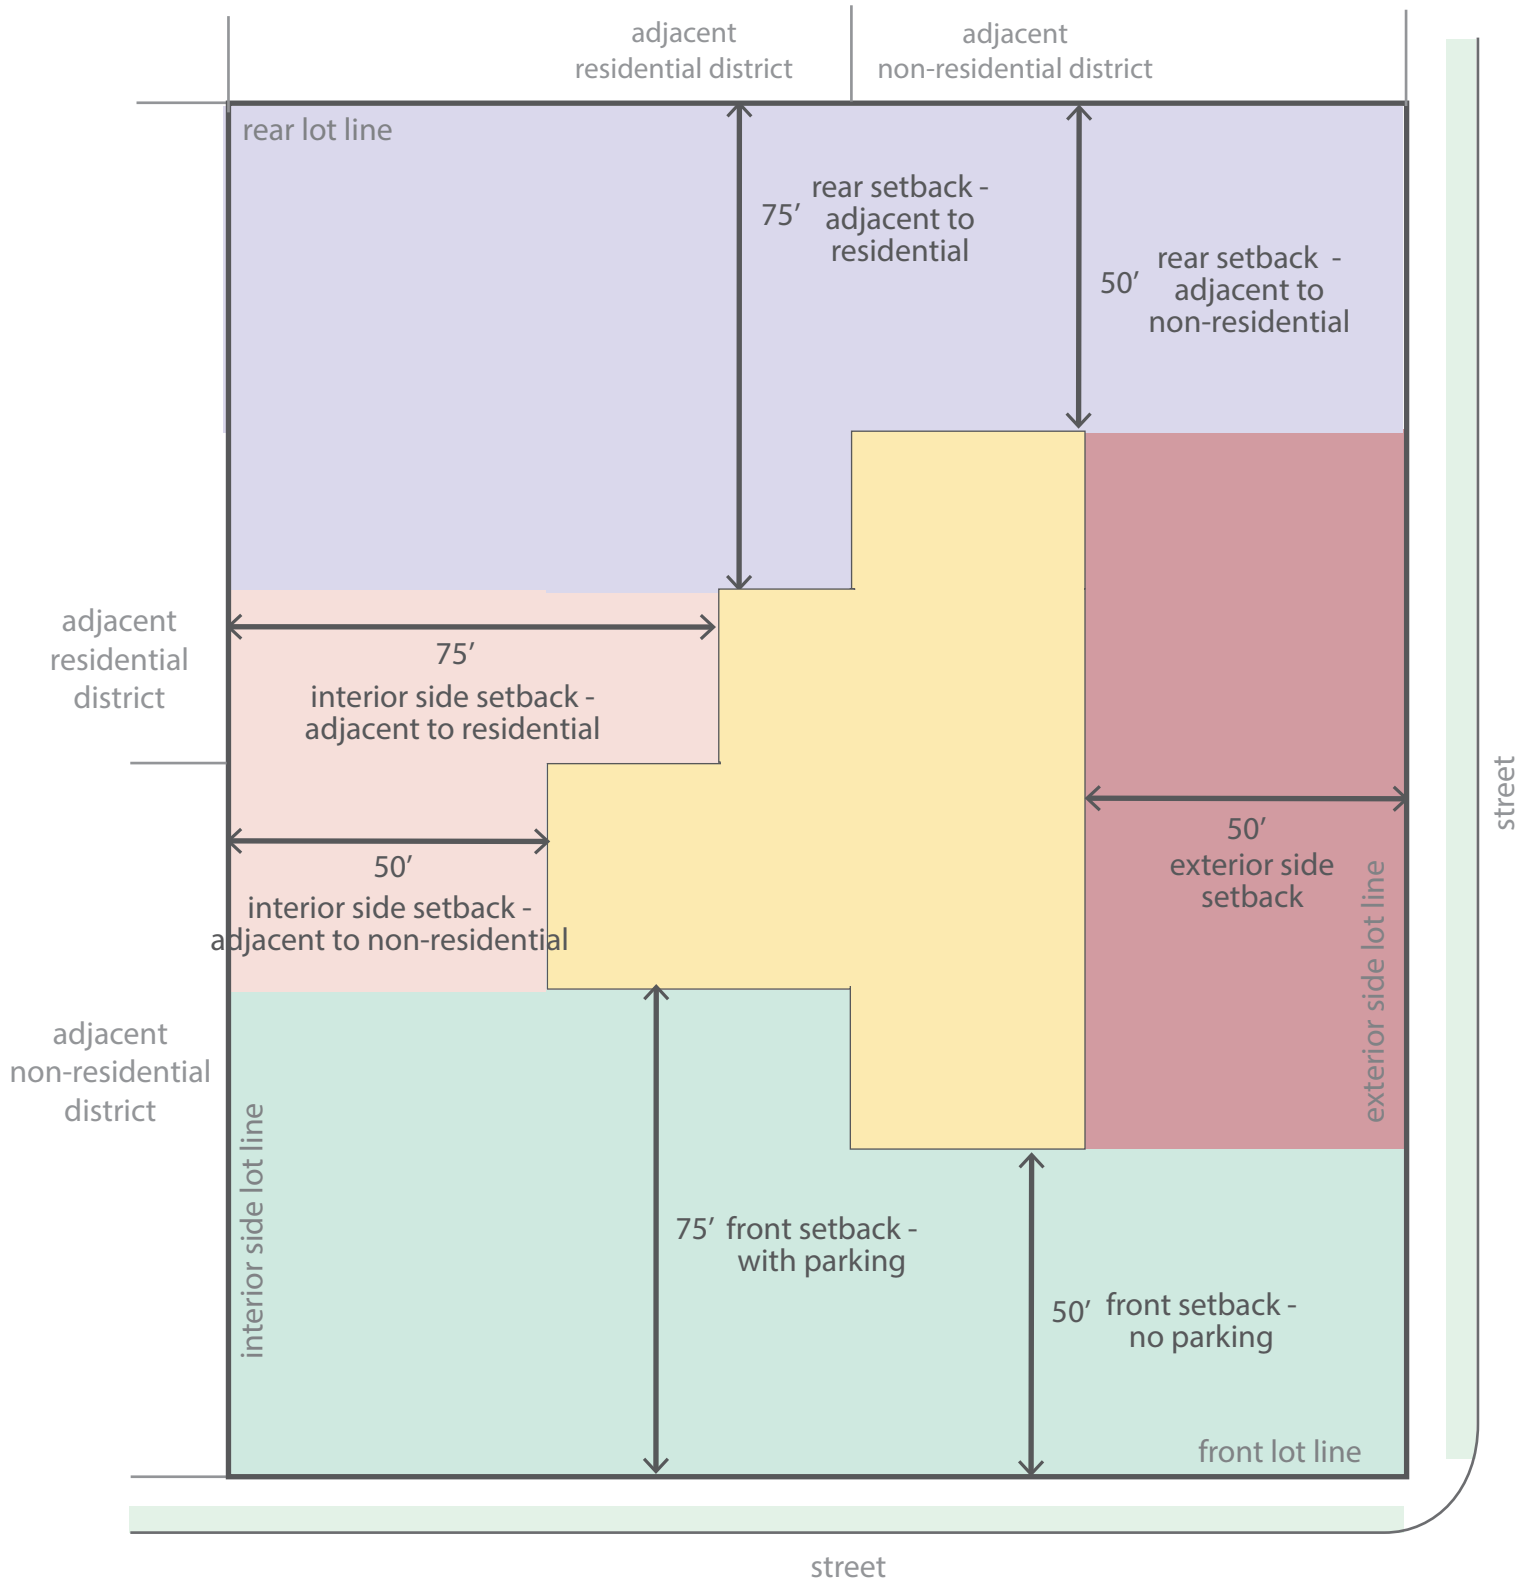 adjacent
residential district
adjacent
non-residential district
rear lot line
75’
rear setback -
adjacent to
residential
50’
rear setback -
adjacent to
non-residential
adjacent
residential
district
75’
interior side setback -
adjacent to residential
50’
interior side setback -
adjacent to non-residential
50’
exterior side
setback
exterior side lot line
street
adjacent
non-residential
district
interior side lot line
75’ front setback -
with parking
50’ front setback -
no parking
front lot line
street